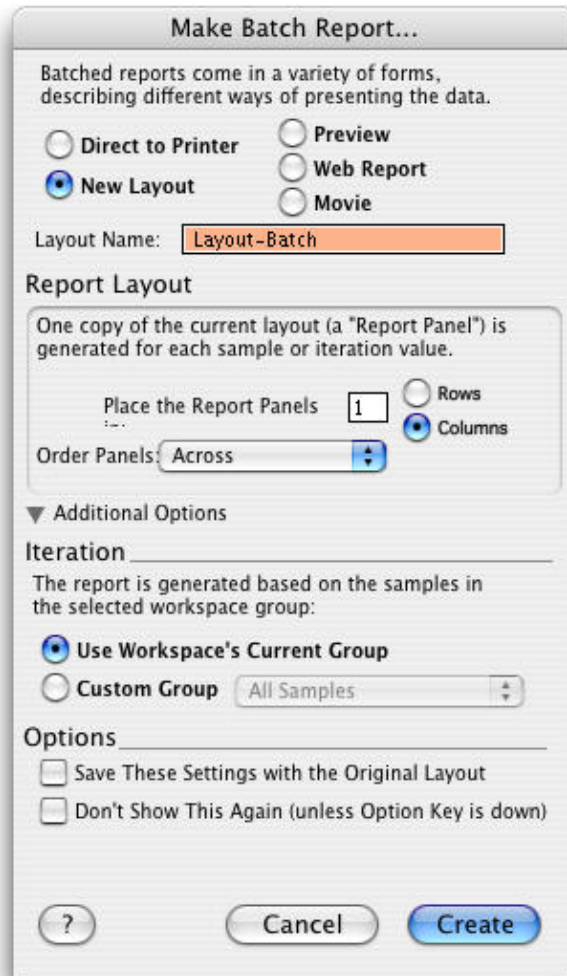 Make Batch Report...
Batched reports come in a variety of forms,
describing different ways of presenting the data.
Direct to Printer
New Layout
Preview
Web Report
Movie
Layout Name: Layout-Batch
Report Layout
One copy of the current layout (a "Report Panel") is
generated for each sample or iteration value.
Place the Report Panels 1
Rows
Columns
Order Panels: Across
Additional Options
Iteration
The report is generated based on the samples in
the selected workspace group:
Use Workspace's Current Group
Custom Group All Samples
Options
Save These Settings with the Original Layout
Don't Show This Again (unless Option Key is down)
? Cancel Create